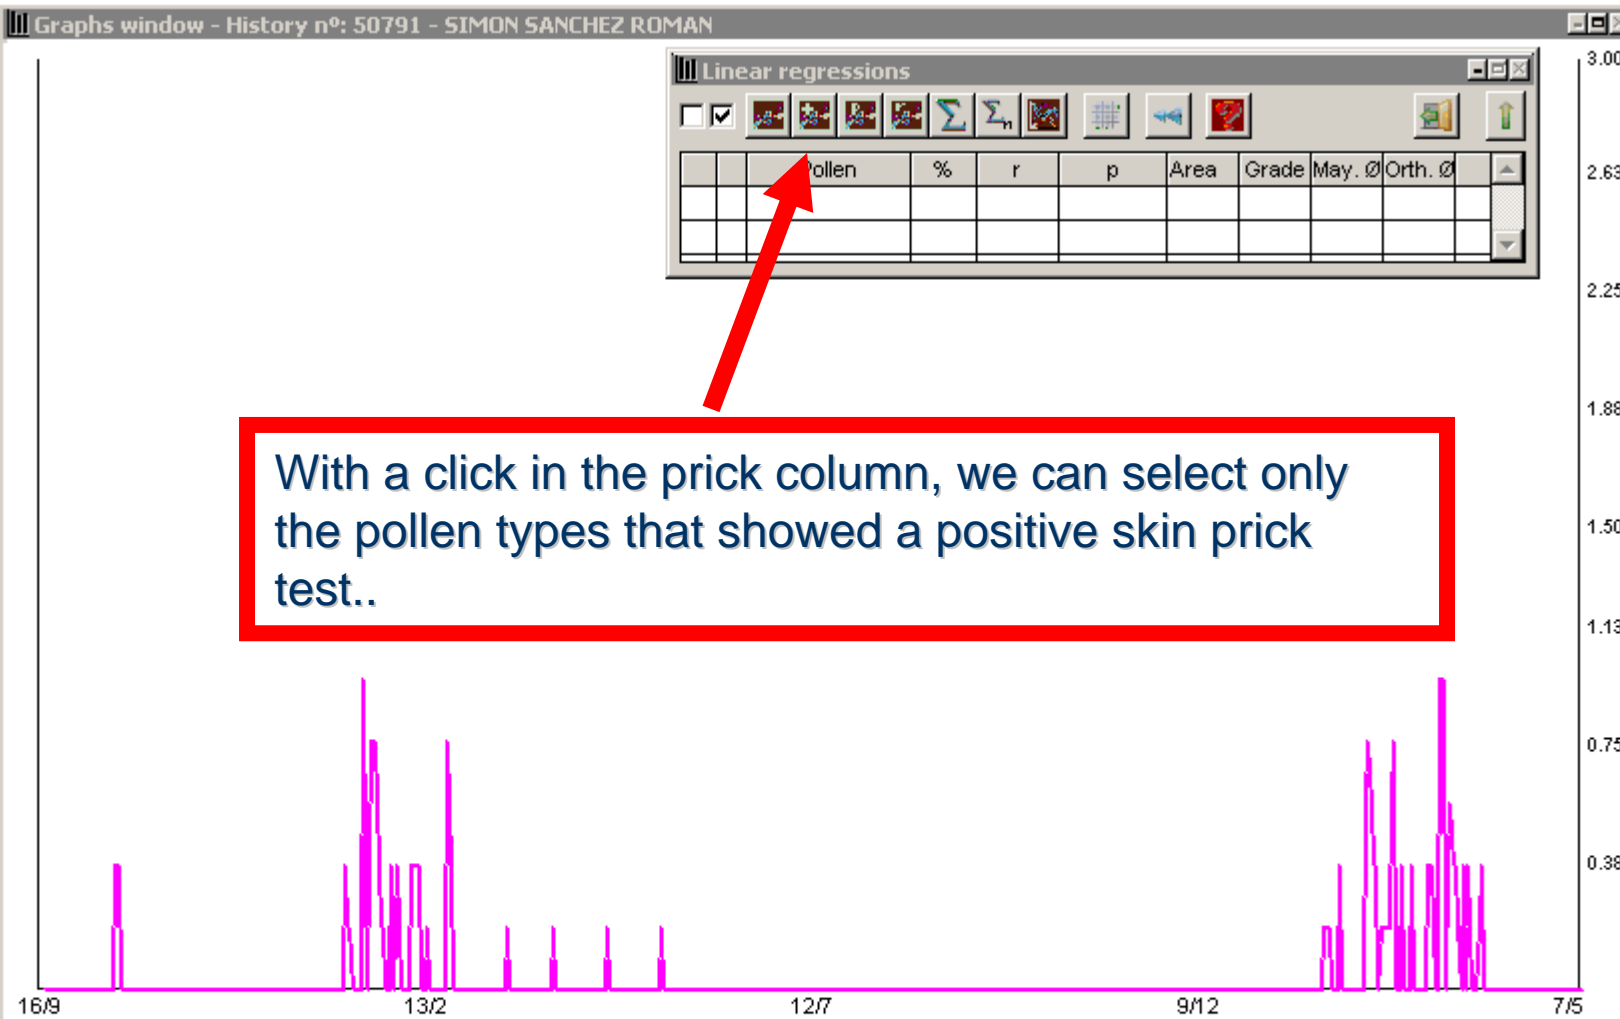 Graphs window - History nº: 50791 - SIMON SANCHEZ ROMAN
Linear regressions
Pollen % r p Area Grade May. Ø Orth. Ø
With a click in the prick column, we can select only
the pollen types that showed a positive skin prick
test..
3.00
2.63
2.25
1.88
1.50
1.13
0.75
0.38
16/9 13/2 12/7 9/12 7/5